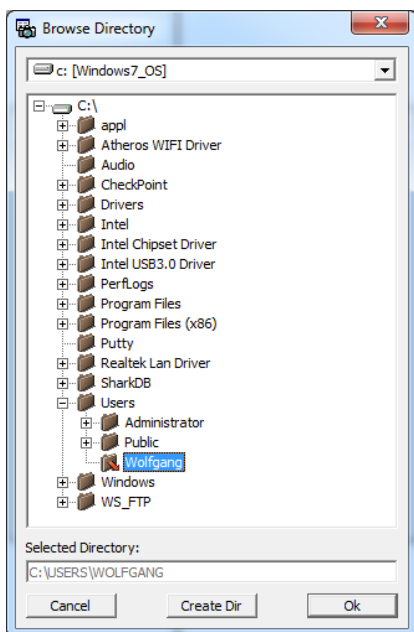 Browse Directory
c: [Windows7_OS]
C:\
appl
Atheros WIFI Driver
Audio
CheckPoint
Drivers
Intel
Intel Chipset Driver
Intel USB3.0 Driver
PerfLogs
Program Files
Program Files (x86)
Putty
Realtek Lan Driver
SharkDB
Users
Administrator
Public
Wolfgang
Windows
WS_FTP
Selected Directory:
C:\USERS\WOLFGANG
Cancel Create Dir Ok